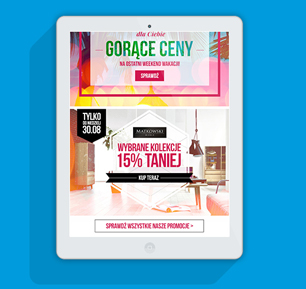 dla Ciebie
GORĄCE CENY
NA OSTATNI WEEKEND WAKACJI
SPRAWDŹ
TYLKO
DO NIEDZIELI
30.08
MATKOWSKI
WYBRANE KOLEKCJE
15% TANIEJ
KUP TERAZ
SPRAWDŹ WSZYSTKIE NASZE PROMOCJE >